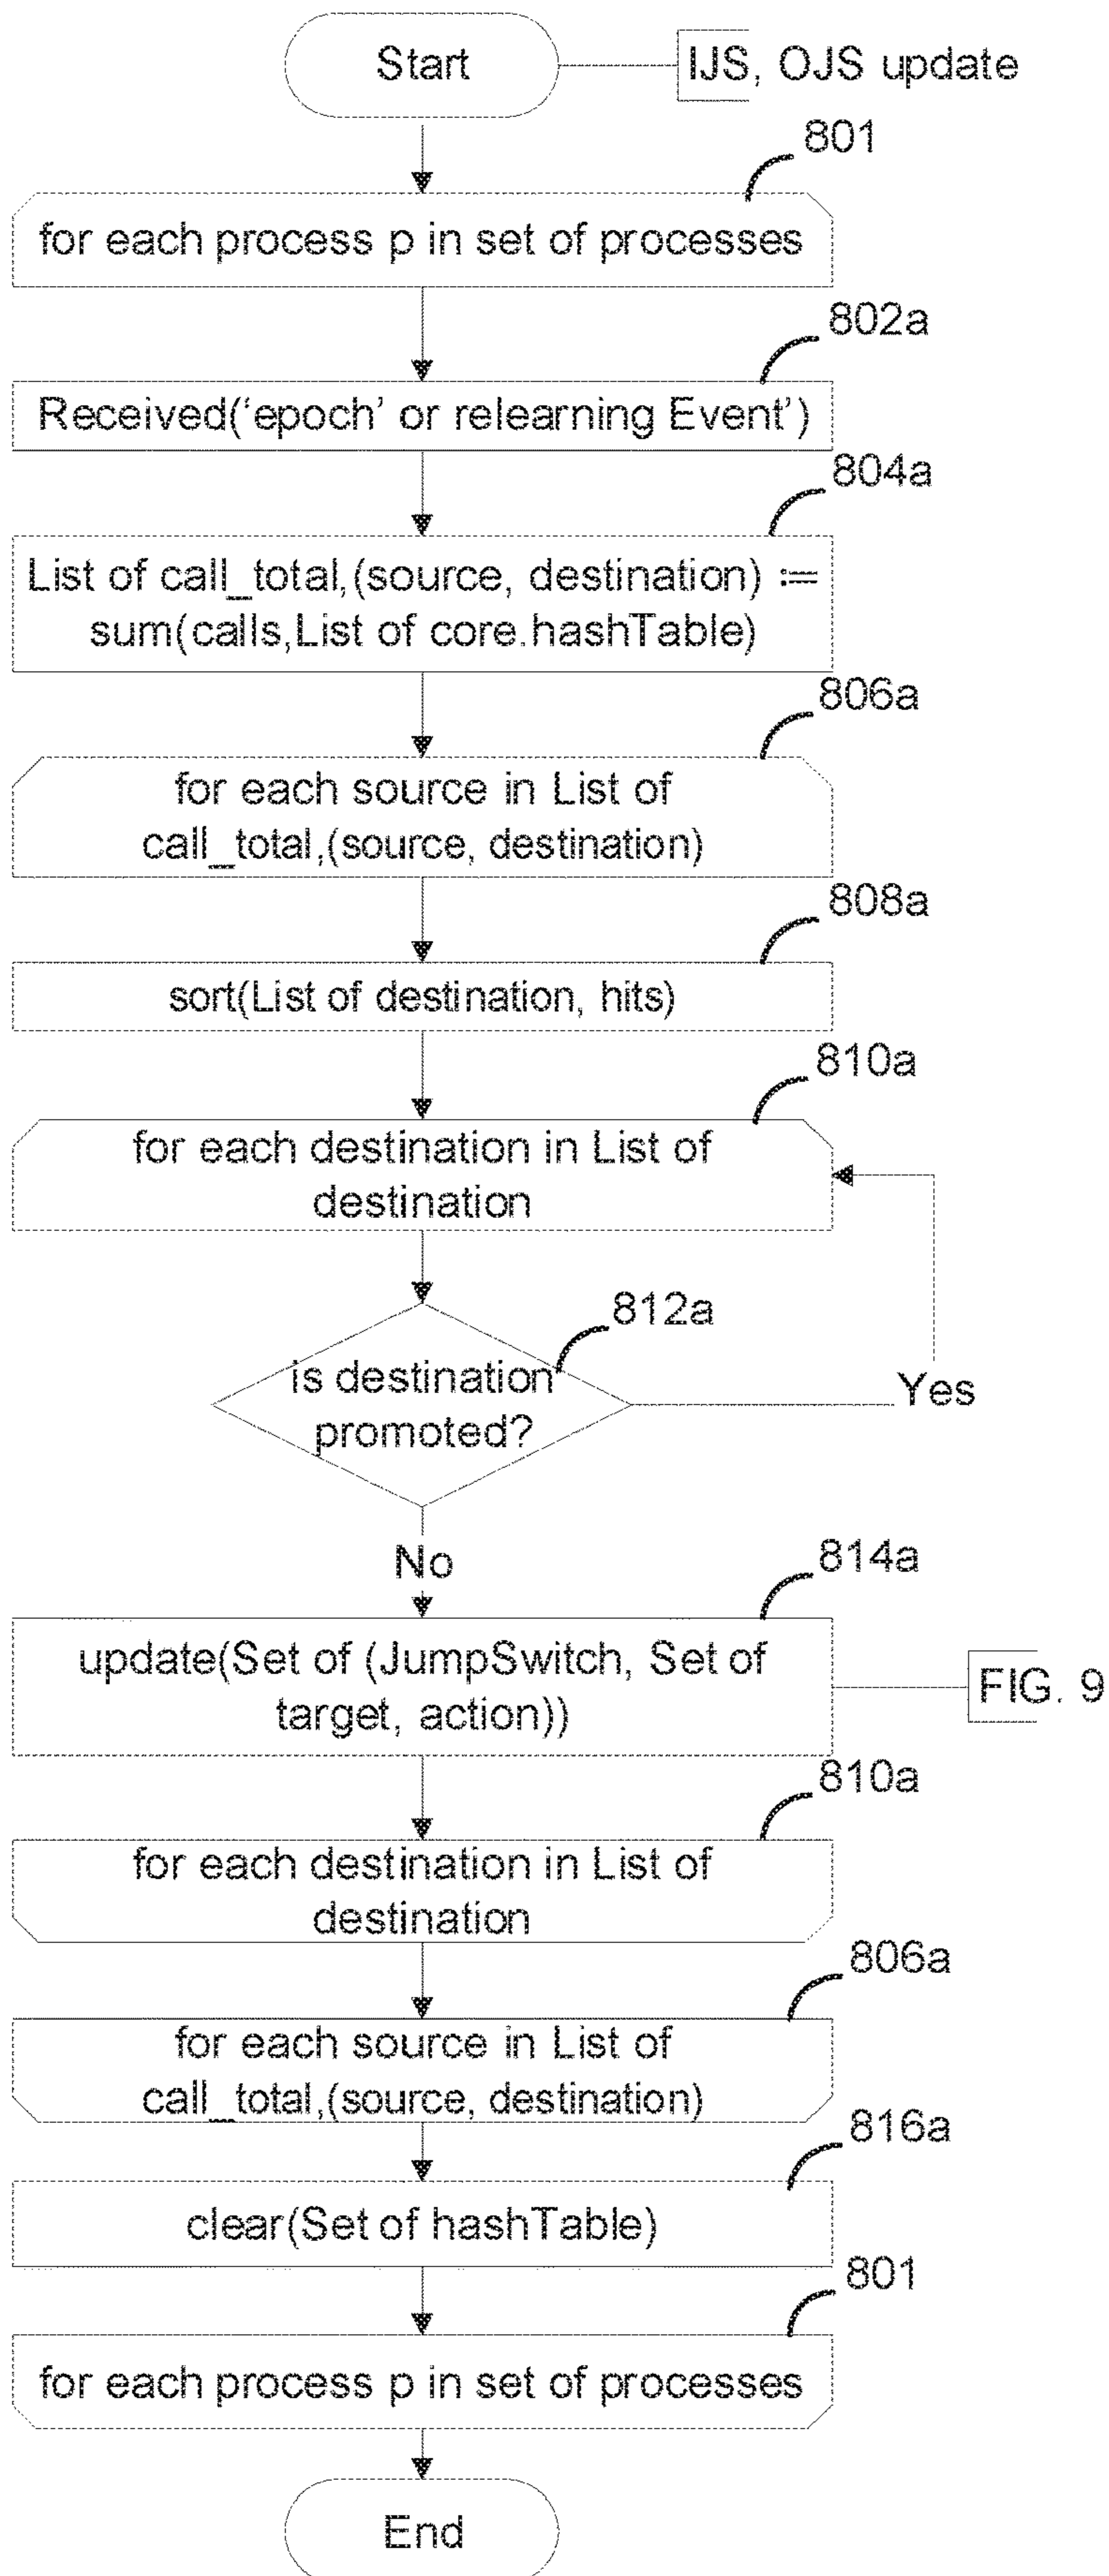 Start
IJS, OJS update
801
for each process p in set of processes
802a
Received(‘epoch’ or relearning Event’)
804a
List of call_total,(source, destination) :=
sum(calls,List of core.hashTable)
806a
for each source in List of
call_total,(source, destination)
808a
sort(List of destination, hits)
810a
for each destination in List of
destination
812a
is destination
promoted?
Yes
No
814a
update(Set of (JumpSwitch, Set of
target, action))
FIG. 9
810a
for each destination in List of
destination
806a
for each source in List of
call_total,(source, destination)
816a
clear(Set of hashTable)
801
for each process p in set of processes
End